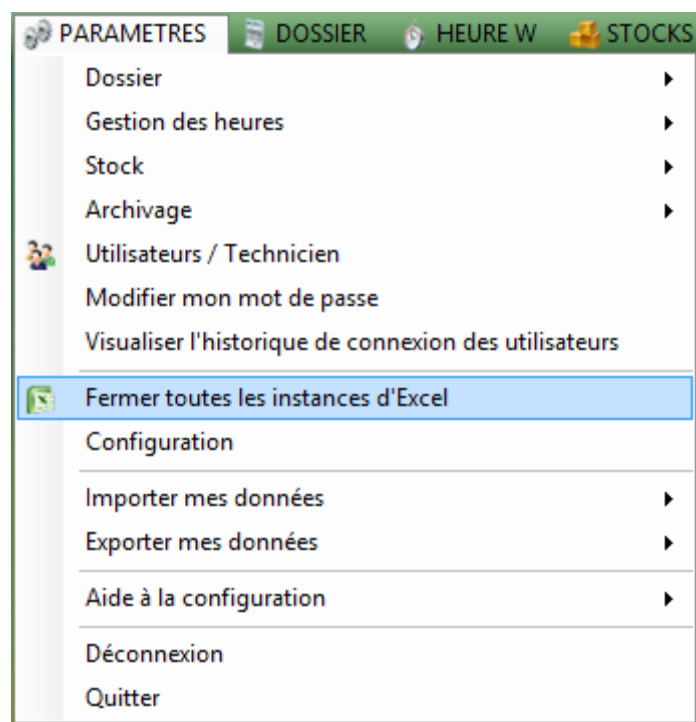 PARAMETRES DOSSIER HEURE W STOCKS
Dossier
Gestion des heures
Stock
Archivage
Utilisateurs / Technicien
Modifier mon mot de passe
Visualiser l'historique de connexion des utilisateurs
Fermer toutes les instances d'Excel
Configuration
Importer mes données
Exporter mes données
Aide à la configuration
Déconnexion
Quitter